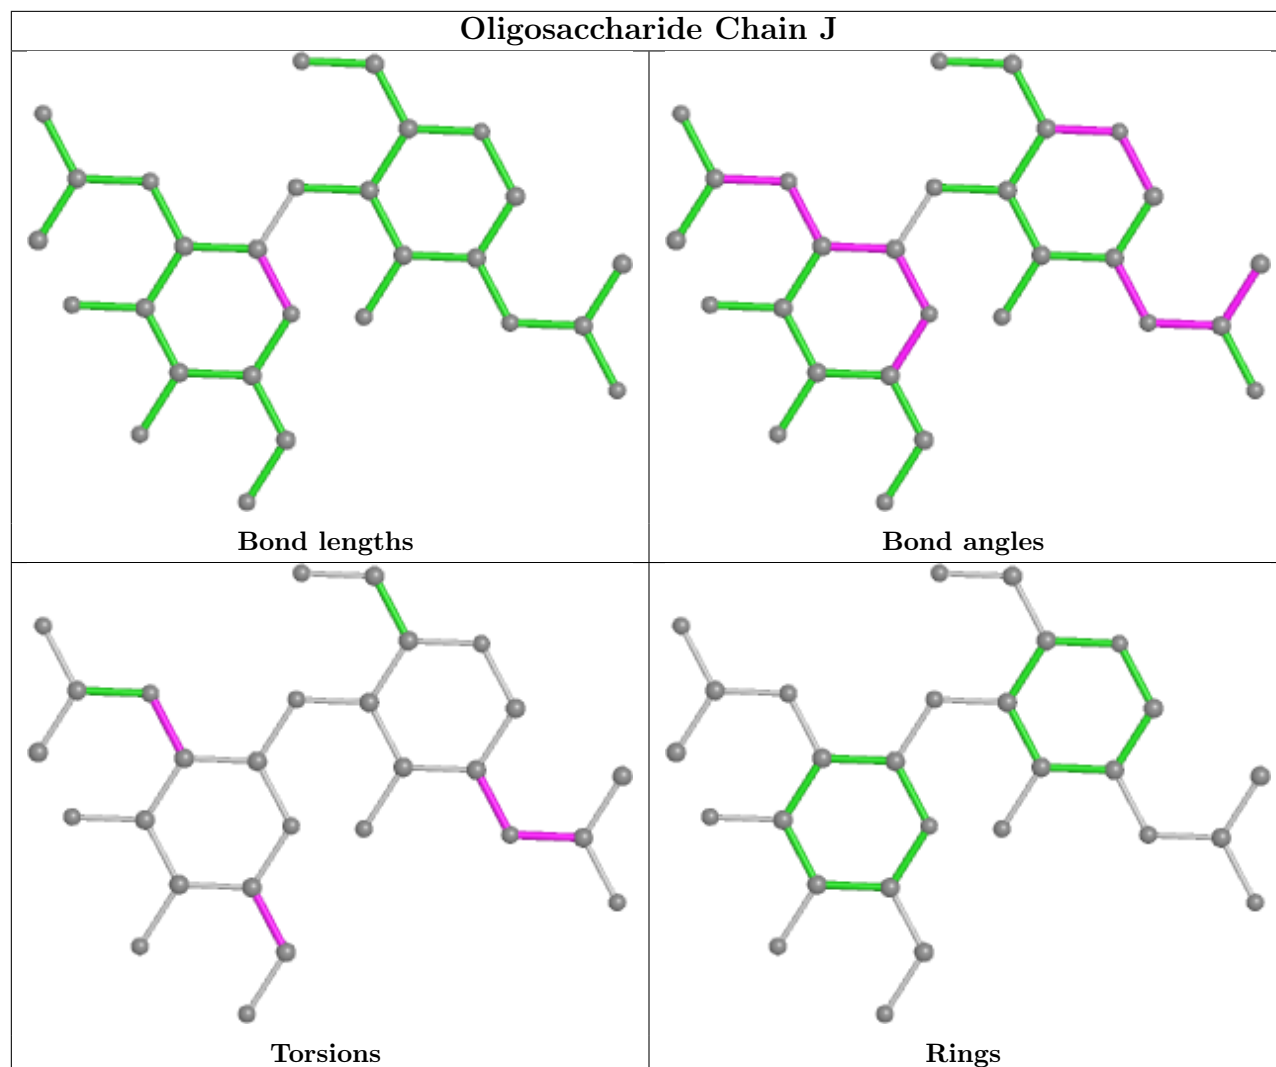 Oligosaccharide Chain J
Bond lengths
Bond angles
Torsions
Rings